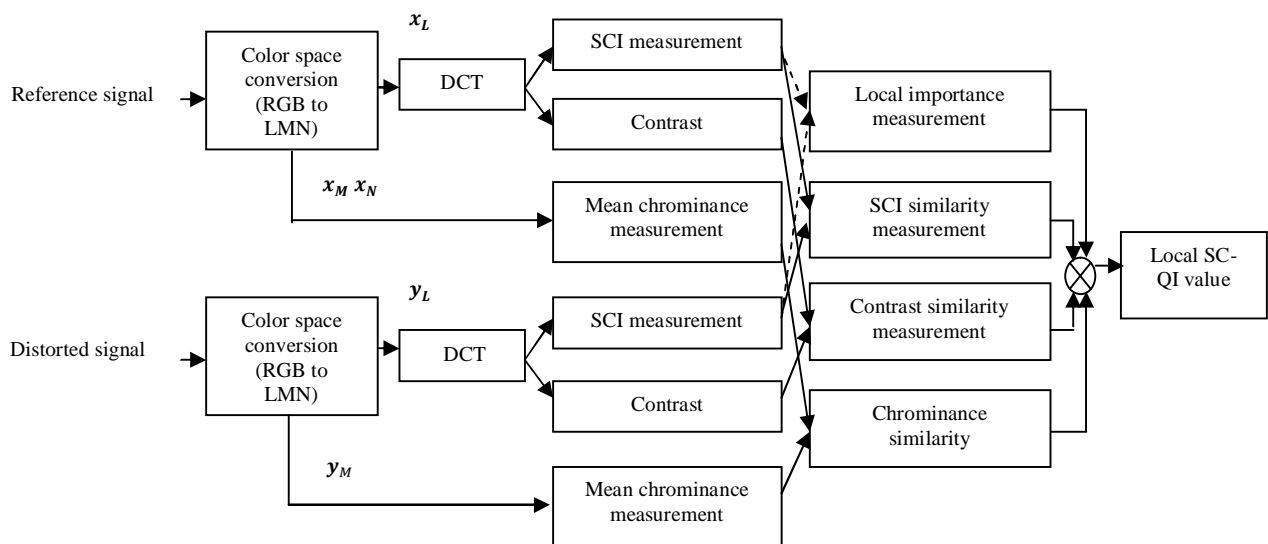 x_L
Reference signal
Color space
conversion
(RGB to
LMN)
DCT
SCI measurement
Contrast
x_M x_N
Mean chrominance
measurement
Distorted signal
Color space
conversion
(RGB to
LMN)
y_L
DCT
SCI measurement
Contrast
y_M
Mean chrominance
measurement
Local importance
measurement
SCI similarity
measurement
Contrast similarity
measurement
Chrominance
similarity
Local SC-
QI value